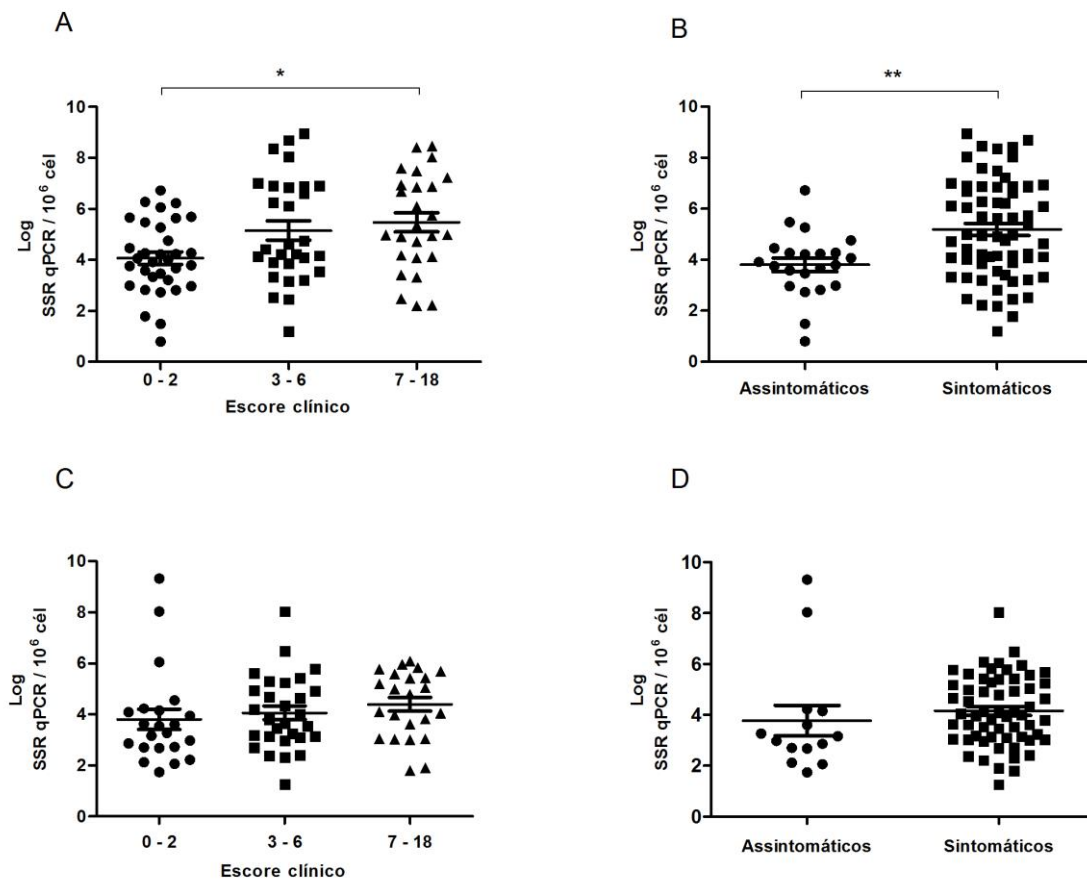 A
*
10
8
6
4
2
0
Log
SSR qPCR / 10⁶ cél
0 - 2
3 - 6
7 - 18
Escore clínico
B
**
10
8
6
4
2
0
Log
SSR qPCR / 10⁶ cél
Assintomáticos
Sintomáticos
C
10
8
6
4
2
0
Log
SSR qPCR / 10⁶ cél
0 - 2
3 - 6
7 - 18
Escore clínico
D
10
8
6
4
2
0
Log
SSR qPCR / 10⁶ cél
Assintomáticos
Sintomáticos